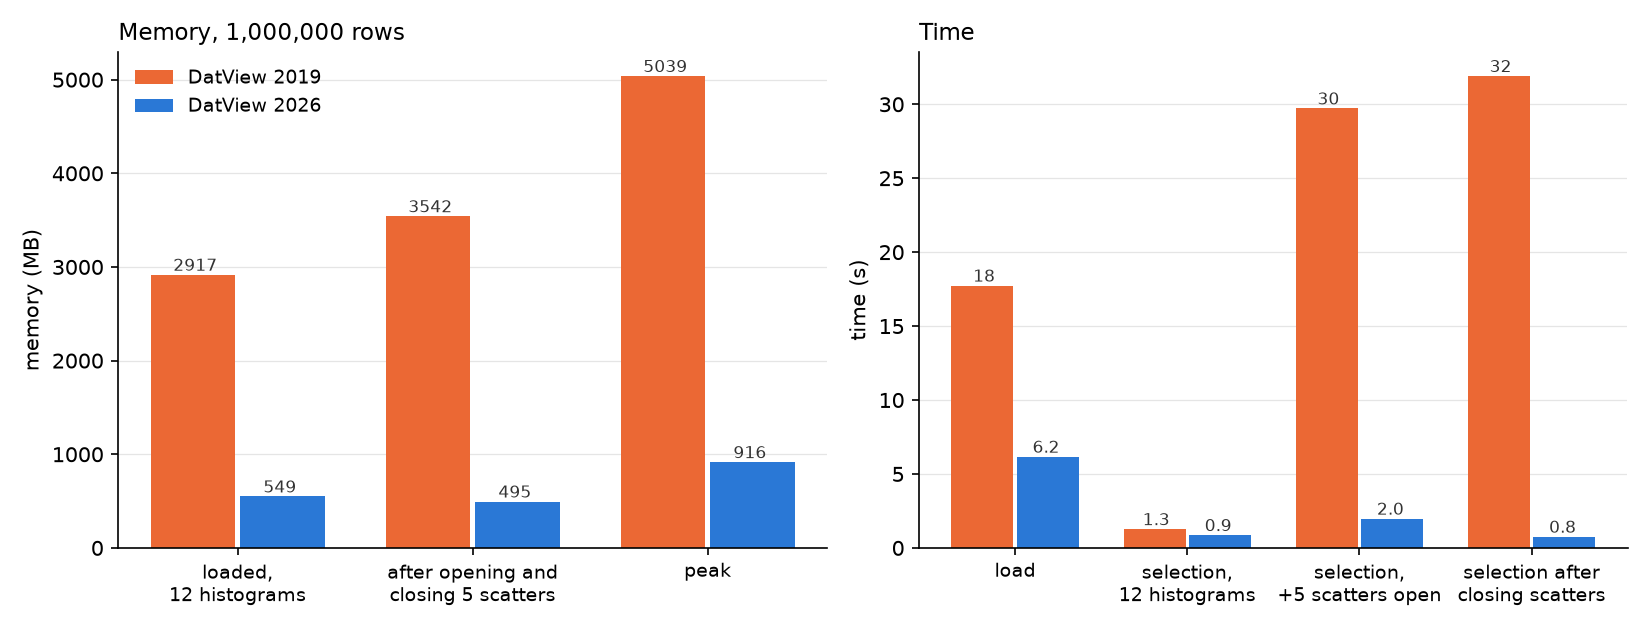 Memory, 1,000,000 rows
DatView 2019
DatView 2026
memory (MB)
5000
4000
3000
2000
1000
0
2917
549
3542
495
5039
916
loaded,
12 histograms
after opening and
closing 5 scatters
peak
Time
time (s)
30
25
20
15
10
5
0
18
6.2
1.3
0.9
30
2.0
32
0.8
load
selection,
12 histograms
selection,
+5 scatters open
selection after
closing scatters